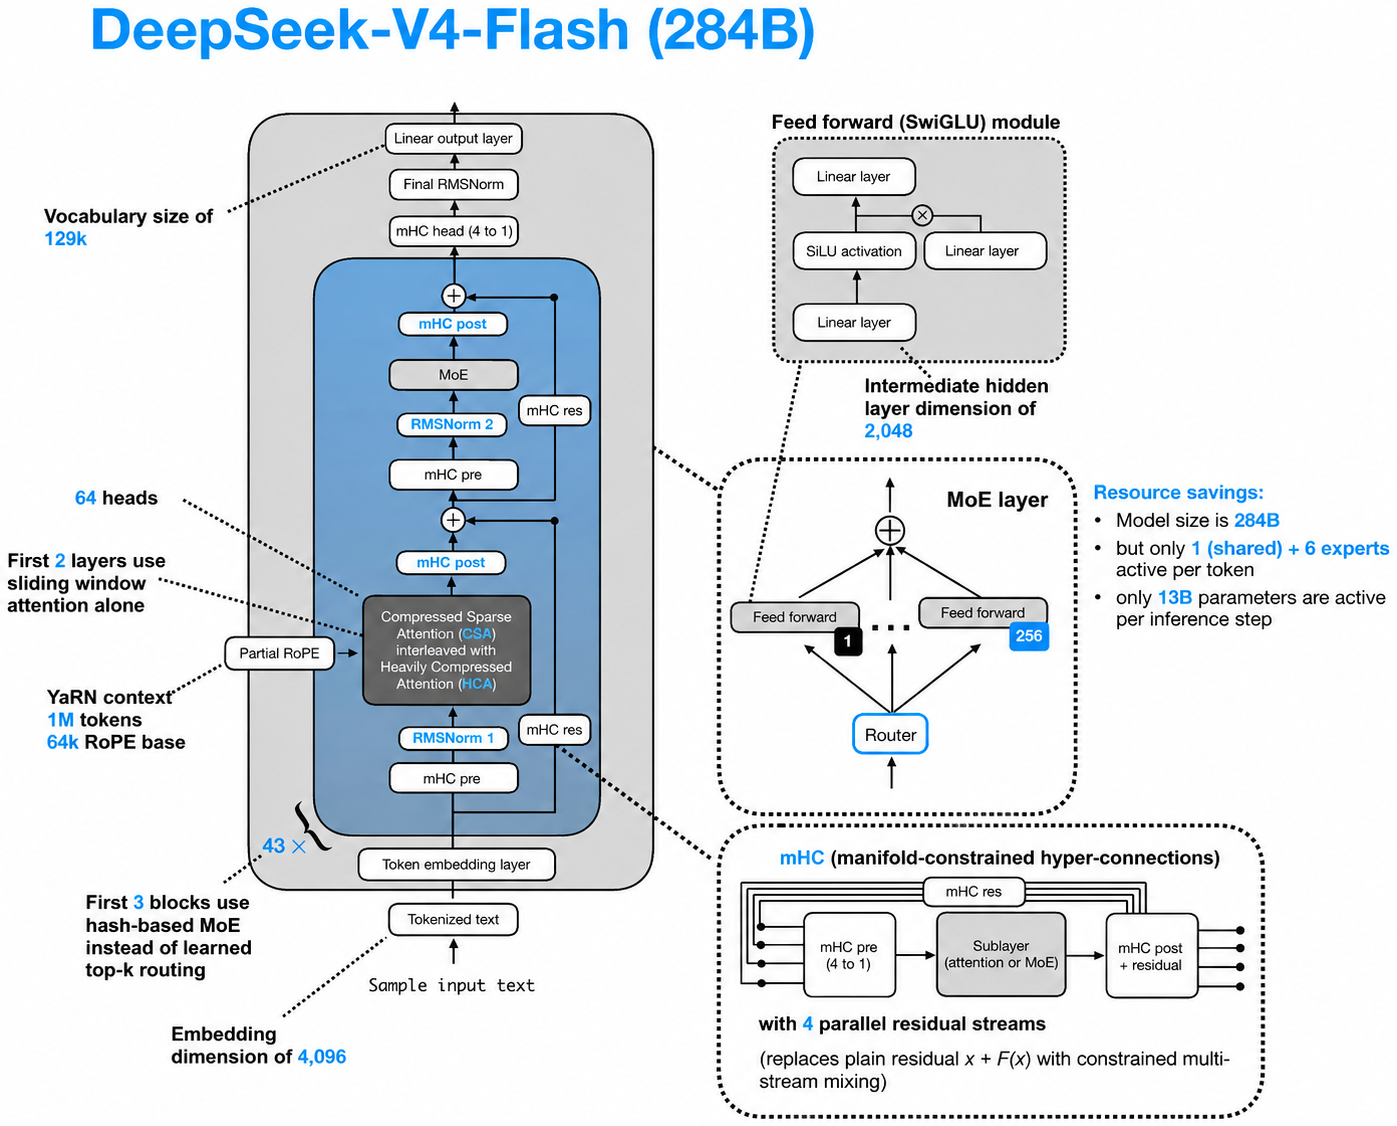 DeepSeek-V4-Flash (284B)
Linear output layer
Final RMSNorm
mHC head (4 to 1)
Vocabulary size of
129k
mHC post
MoE
mHC res
RMSNorm 2
mHC pre
64 heads
mHC post
First 2 layers use
sliding window
attention alone
Compressed Sparse
Attention (CSA)
interleaved with
Heavily Compressed
Attention (HCA)
Partial RoPE
YaRN context
1M tokens
64k RoPE base
RMSNorm 1
mHC res
mHC pre
43 ×
Token embedding layer
First 3 blocks use
hash-based MoE
instead of learned
top-k routing
Tokenized text
Sample input text
Embedding
dimension of 4,096
Feed forward (SwiGLU) module
Linear layer
×
SiLU activation
Linear layer
Linear layer
Intermediate hidden
layer dimension of
2,048
MoE layer
Feed forward
1
Feed forward
256
Router
Resource savings:
• Model size is 284B
• but only 1 (shared) + 6 experts
active per token
• only 13B parameters are active
per inference step
mHC (manifold-constrained hyper-connections)
mHC res
mHC pre
(4 to 1)
Sublayer
(attention or MoE)
mHC post
+ residual
with 4 parallel residual streams
(replaces plain residual x + F(x) with constrained multi-
stream mixing)